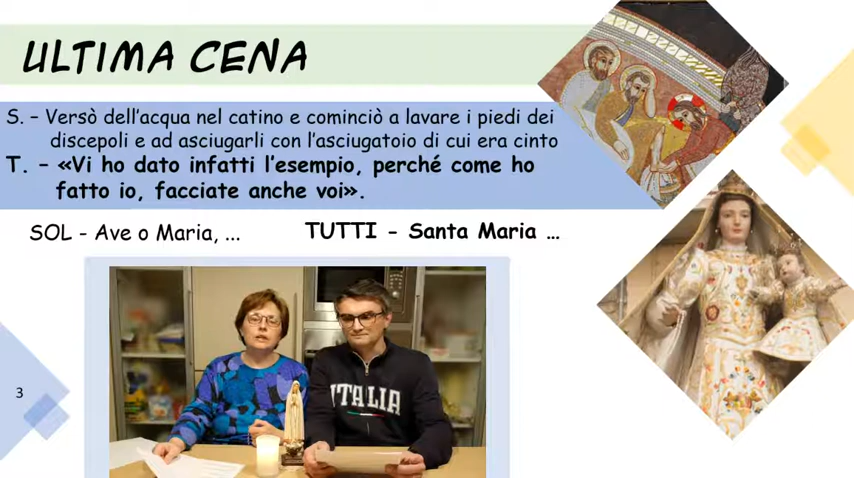 ULTIMA CENA
S. – Versò dell'acqua nel catino e cominciò a lavare i piedi dei
discepoli e ad asciugarli con l'asciugatoio di cui era cinto
T. – «Vi ho dato infatti l'esempio, perché come ho
fatto io, facciate anche voi».
SOL - Ave o Maria, ...
TUTTI - Santa Maria …
ITALIA
3